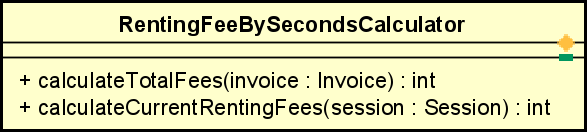 RentingFeeBySecondsCalculator
+ calculateTotalFees(invoice : Invoice) : int
+ calculateCurrentRentingFees(session : Session) : int